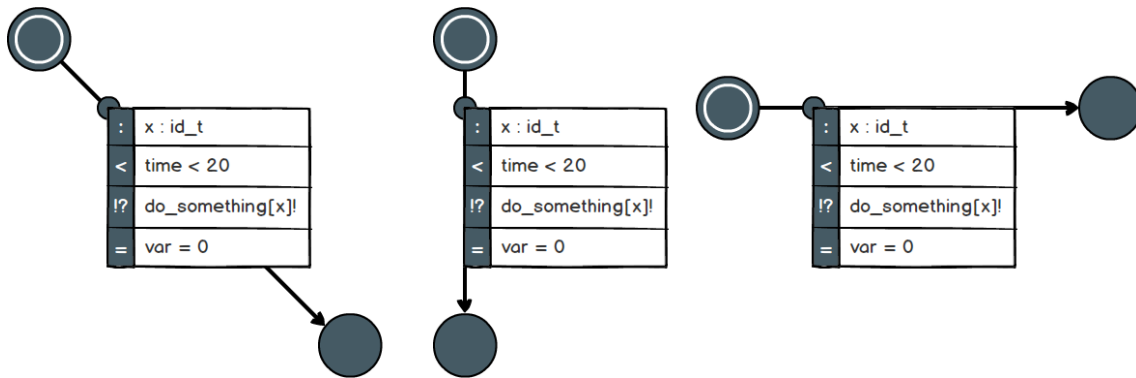 : x : id_t
< time < 20
!? do_something[x]!
= var = 0
: x : id_t
< time < 20
!? do_something[x]!
= var = 0
: x : id_t
< time < 20
!? do_something[x]!
= var = 0